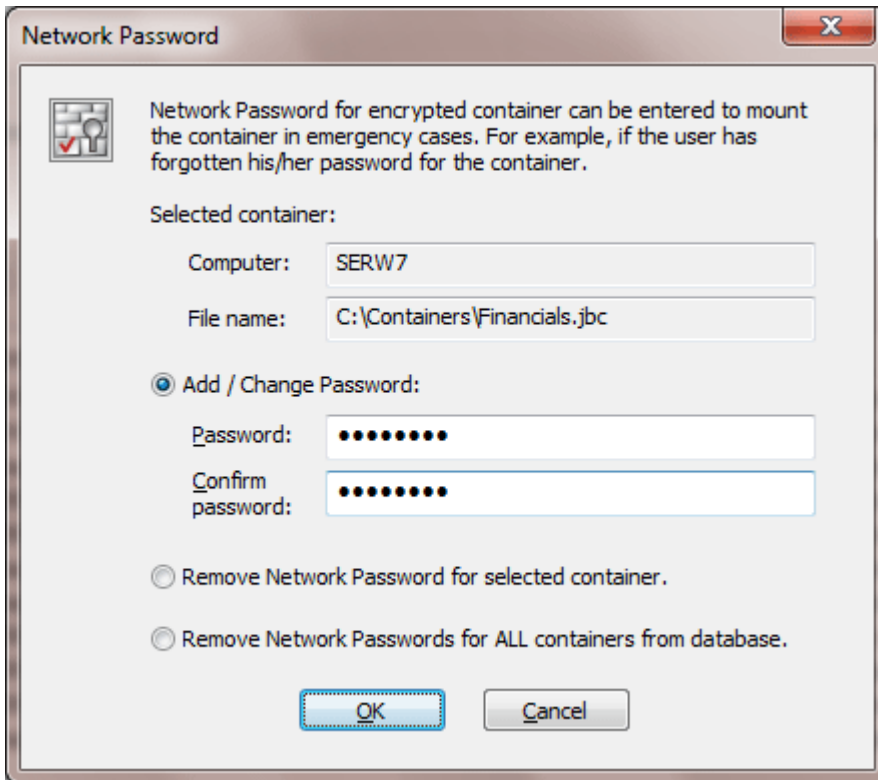 Network Password
Network Password for encrypted container can be entered to mount
the container in emergency cases. For example, if the user has
forgotten his/her password for the container.
Selected container:
Computer: SERW7
File name: C:\Containers\Financials.jbc
Add / Change Password:
Password: ••••••••
Confirm
password: ••••••••
Remove Network Password for selected container.
Remove Network Passwords for ALL containers from database.
OK Cancel